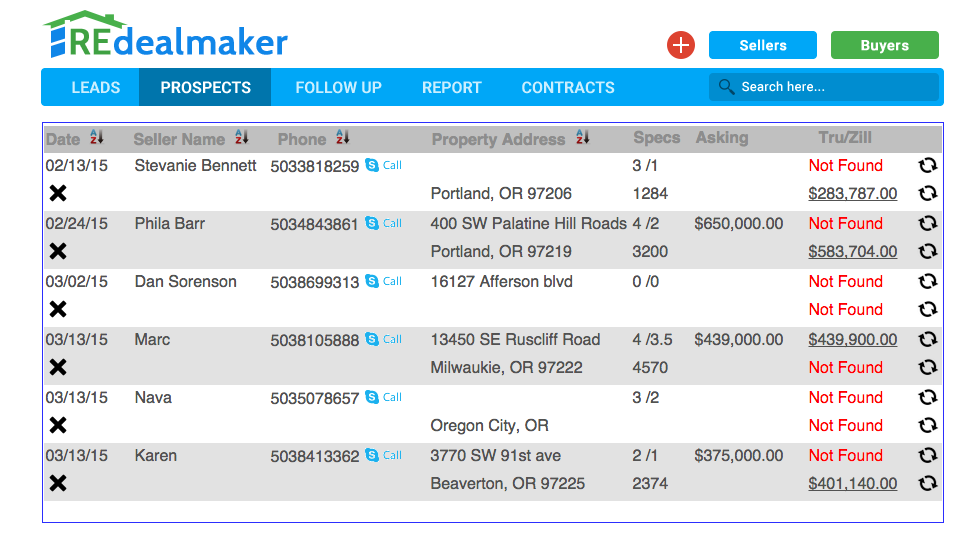 REdealmaker
Sellers Buyers
LEADS PROSPECTS FOLLOW UP REPORT CONTRACTS Search here...
Date Seller Name Phone Property Address Specs Asking Tru/Zill
02/13/15 Stevanie Bennett 5033818259 Call 3 /1 Not Found
Portland, OR 97206 1284 $283,787.00
02/24/15 Phila Barr 5034843861 Call 400 SW Palatine Hill Roads 4 /2 $650,000.00 Not Found
Portland, OR 97219 3200 $583,704.00
03/02/15 Dan Sorenson 5038699313 Call 16127 Afferson blvd 0 /0 Not Found
Not Found
03/13/15 Marc 5038105888 Call 13450 SE Ruscliff Road 4 /3.5 $439,000.00 $439,900.00
Milwaukie, OR 97222 4570 Not Found
03/13/15 Nava 5035078657 Call 3 /2 Not Found
Oregon City, OR Not Found
03/13/15 Karen 5038413362 Call 3770 SW 91st ave 2 /1 $375,000.00 Not Found
Beaverton, OR 97225 2374 $401,140.00